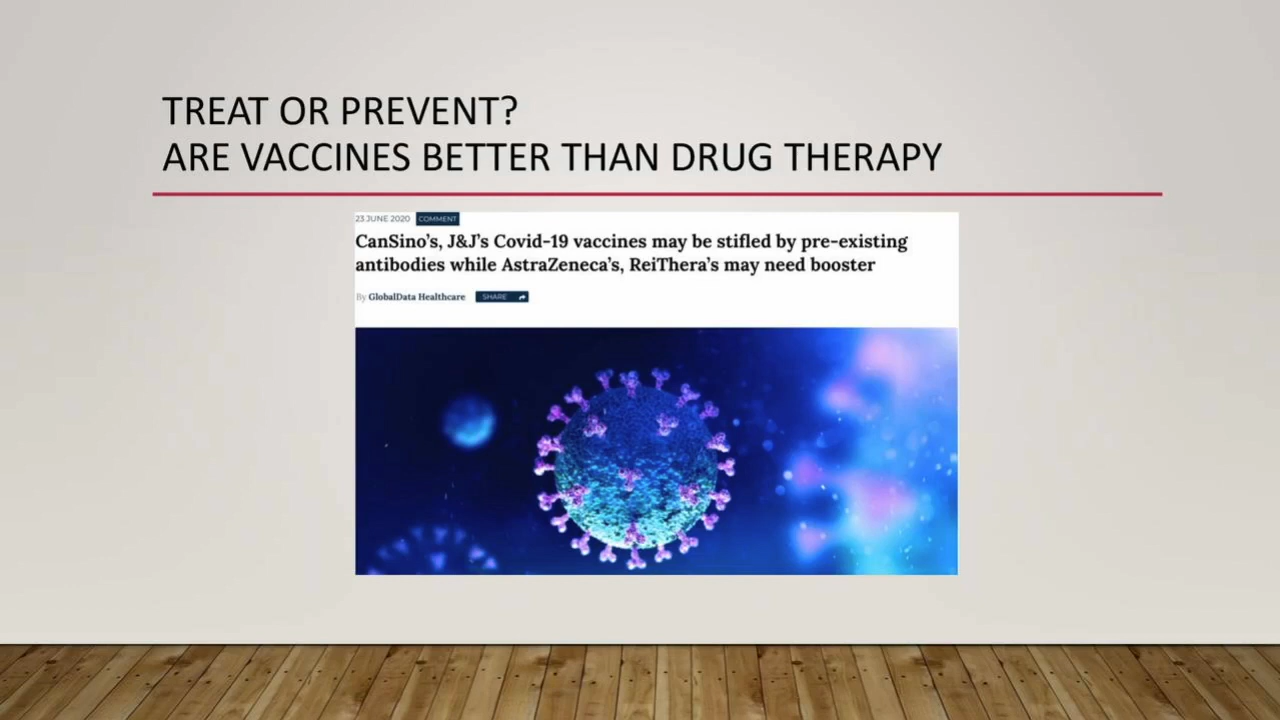 TREAT OR PREVENT?
ARE VACCINES BETTER THAN DRUG THERAPY
23 JUNE 2020 COMMENT
CanSino's, J&J's Covid-19 vaccines may be stifled by pre-existing
antibodies while AstraZeneca's, ReiThera's may need booster
By GlobalData Healthcare SHARE